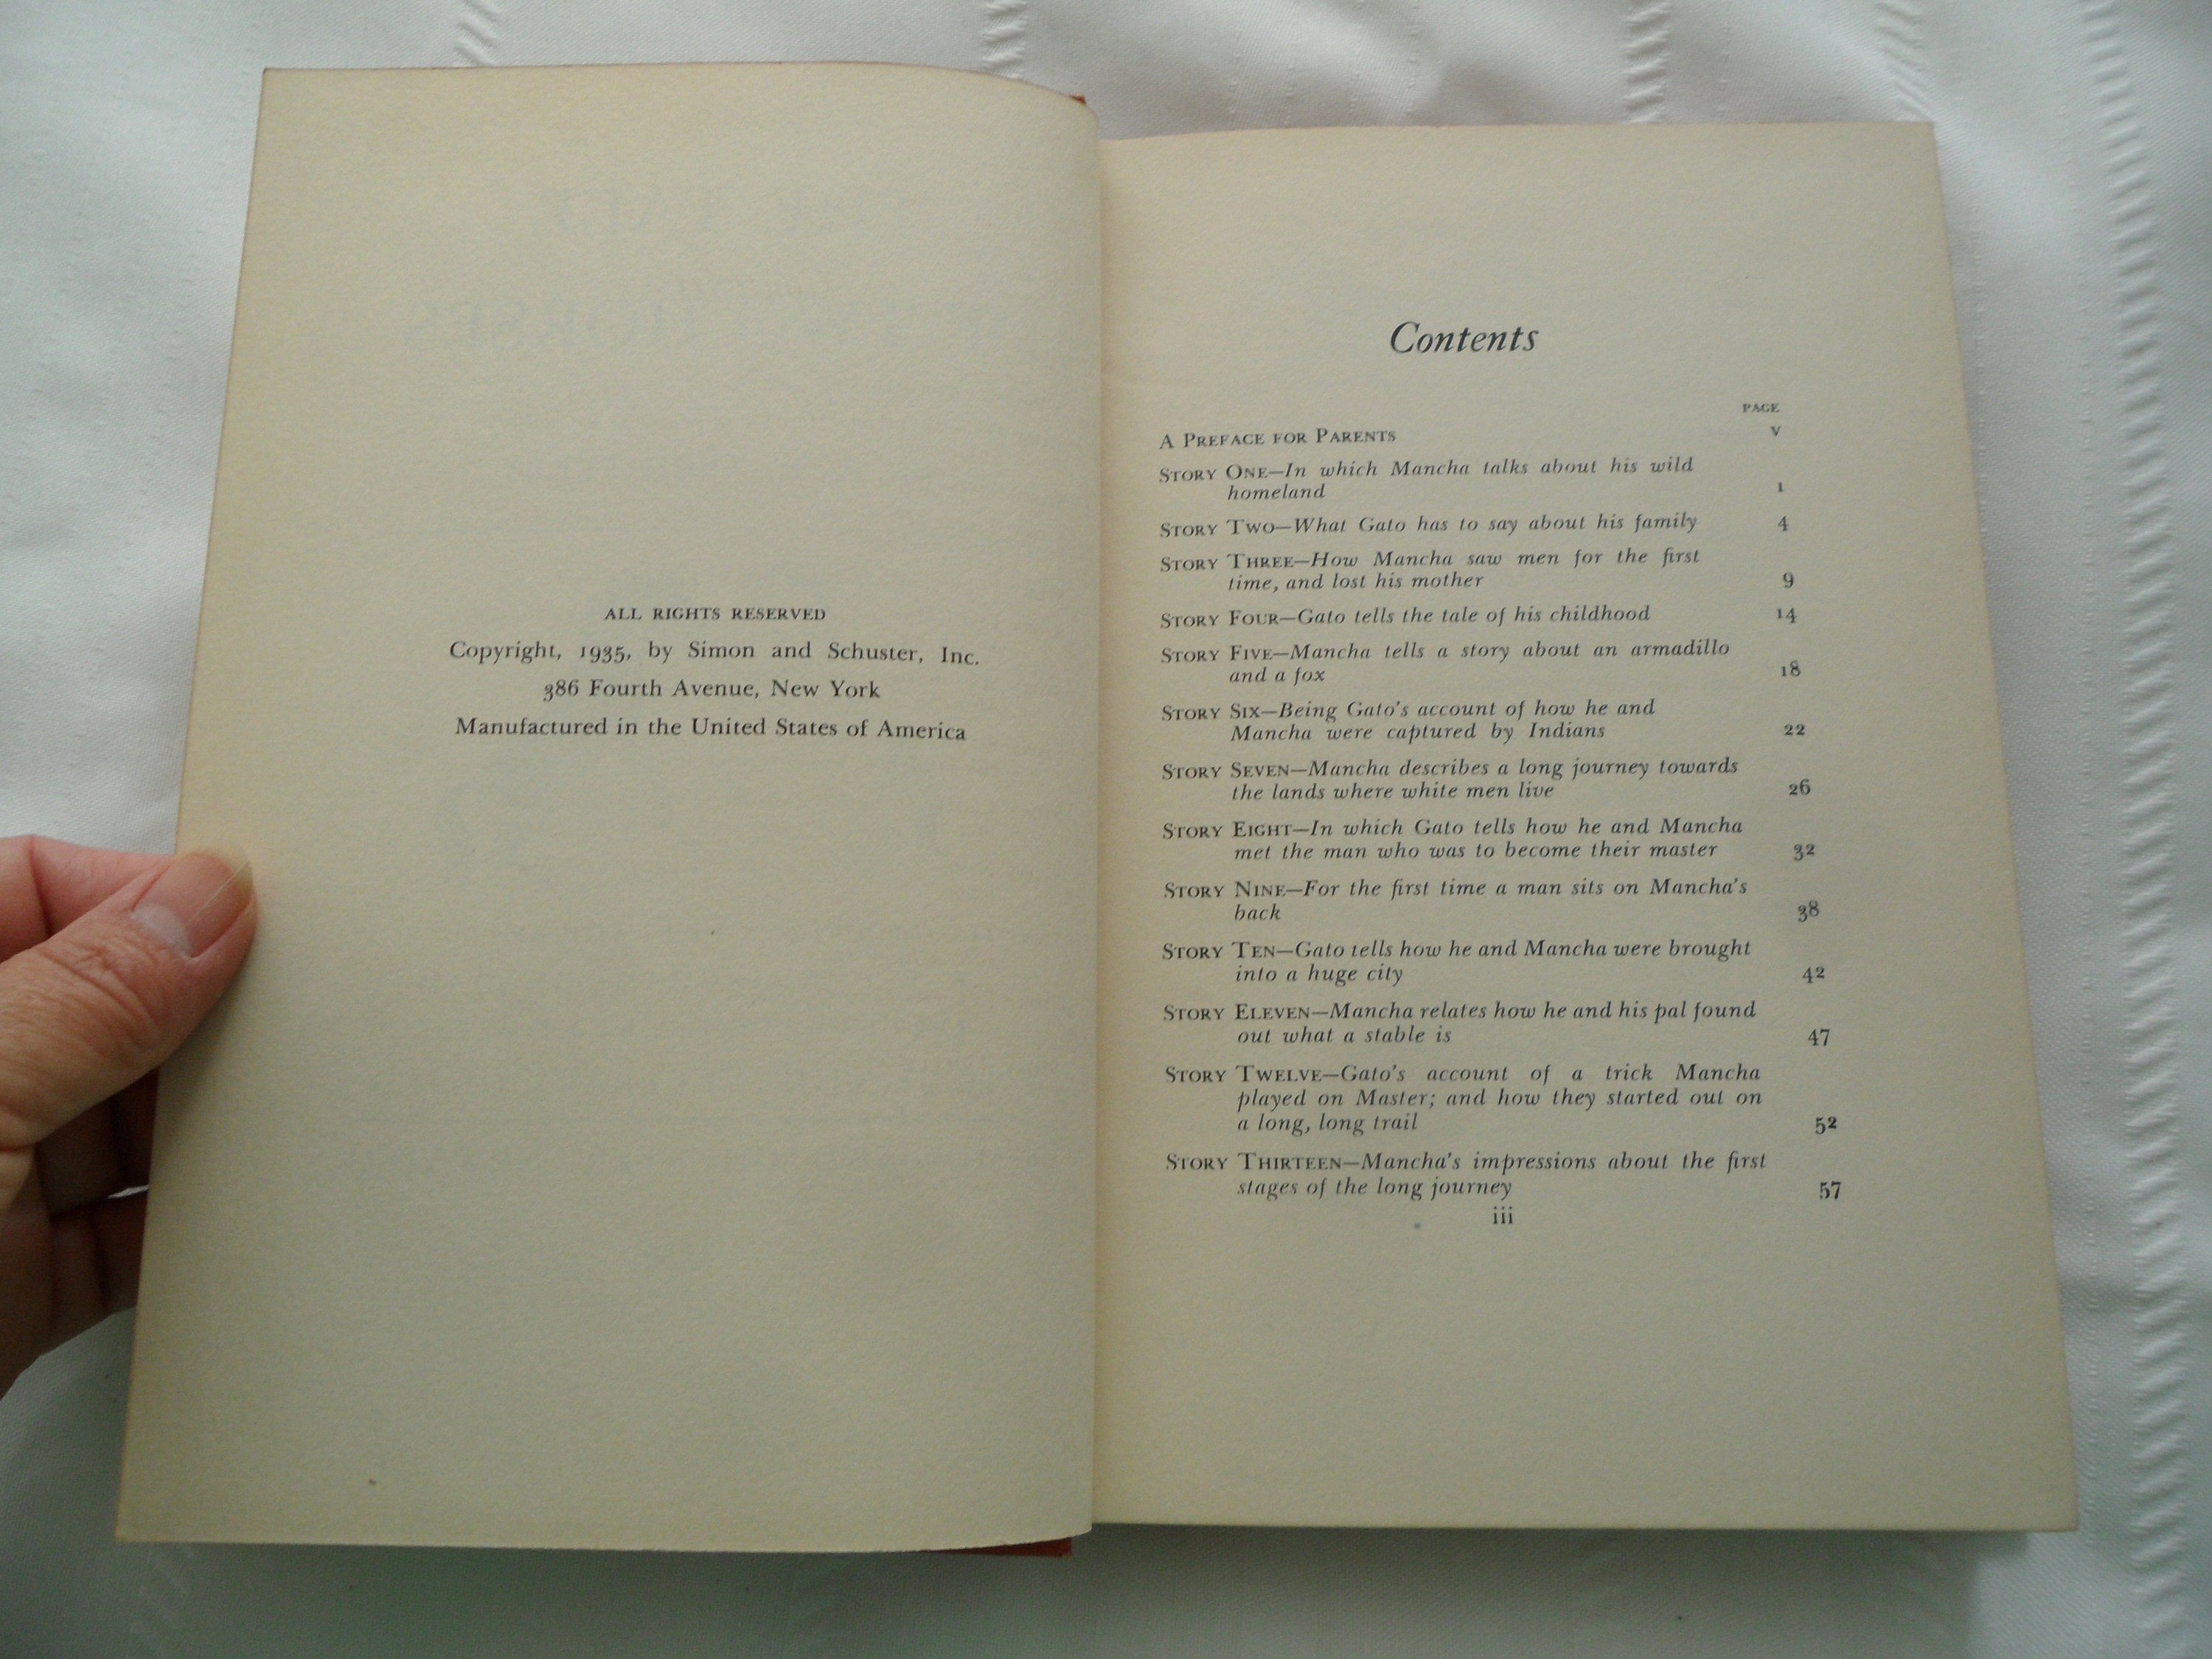 ALL RIGHTS RESERVED
Copyright, 1935, by Simon and Schuster, Inc.
386 Fourth Avenue, New York
Manufactured in the United States of America
Contents
PAGE
A PREFACE FOR PARENTS v
STORY ONE—In which Mancha talks about his wild
homeland 1
STORY TWO—What Gato has to say about his family 4
STORY THREE—How Mancha saw men for the first
time, and lost his mother 9
STORY FOUR—Gato tells the tale of his childhood 14
STORY FIVE—Mancha tells a story about an armadillo
and a fox 18
STORY SIX—Being Gato's account of how he and
Mancha were captured by Indians 22
STORY SEVEN—Mancha describes a long journey towards
the lands where white men live 26
STORY EIGHT—In which Gato tells how he and Mancha
met the man who was to become their master 32
STORY NINE—For the first time a man sits on Mancha's
back 38
STORY TEN—Gato tells how he and Mancha were brought
into a huge city 42
STORY ELEVEN—Mancha relates how he and his pal found
out what a stable is 47
STORY TWELVE—Gato's account of a trick Mancha
played on Master; and how they started out on
a long, long trail 52
STORY THIRTEEN—Mancha's impressions about the first
stages of the long journey 57
iii